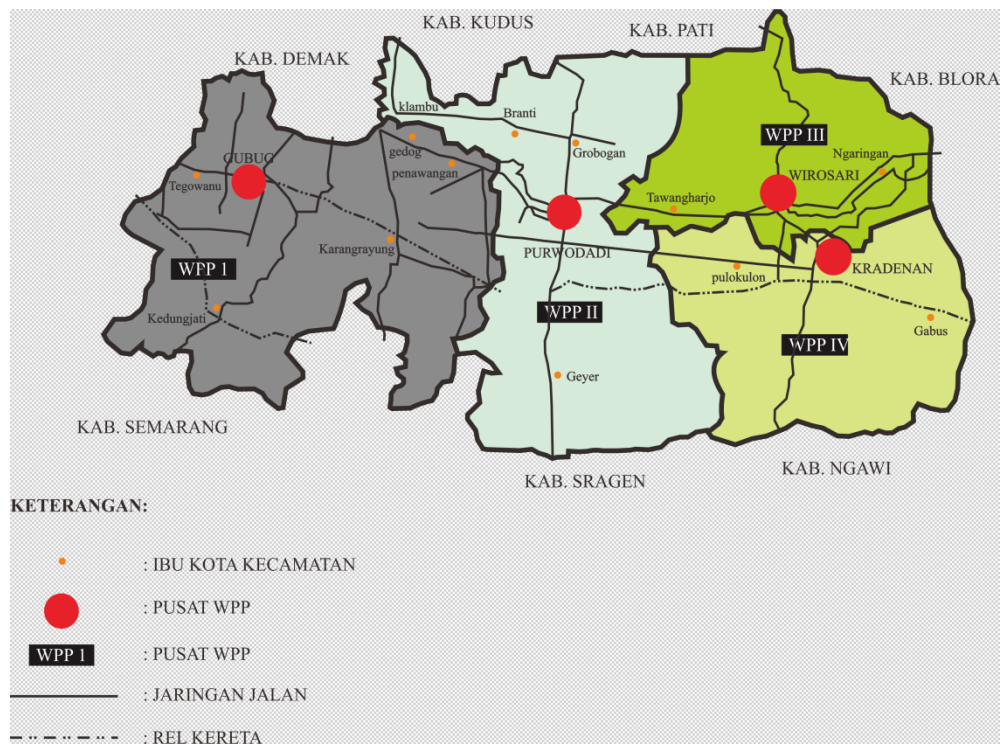 KAB. KUDUS
KAB. PATI
KAB. DEMAK
KAB. BLORA
klambu
Branti
WPP III
GUBUG
gedog
Grobogan
Ngaringan
Tegowanu
penawangan
WIROSARI
Tawangharjo
Karangrayung
PURWODADI
WPP 1
pulokulon
KRADENAN
Kedungjati
WPP II
Gabus
WPP IV
Geyer
KAB. SEMARANG
KAB. NGAWI
KAB. SRAGEN
KETERANGAN:
: IBU KOTA KECAMATAN
: PUSAT WPP
WPP 1 : PUSAT WPP
: JARINGAN JALAN
: REL KERETA